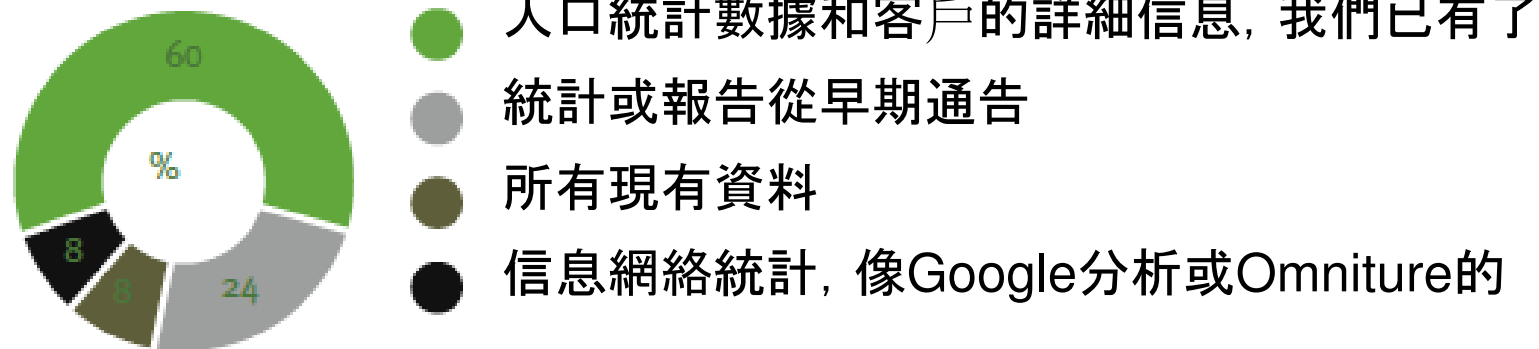 60
%
8
8
24
人口統計數據和客戶的詳細信息, 我們已有了
統計或報告從早期通告
所有現有資料
信息網絡統計, 像Google分析或Omniture的